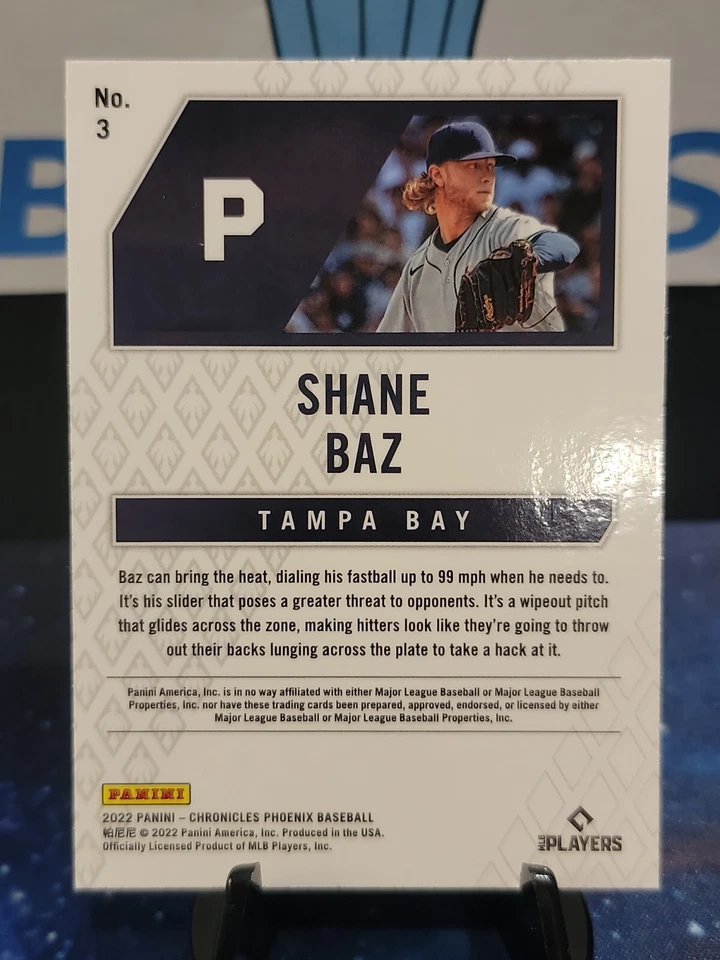 No.
3
P
SHANE
BAZ
TAMPA BAY
Baz can bring the heat, dialing his fastball up to 99 mph when he needs to.
It's his slider that poses a greater threat to opponents. It's a wipeout pitch
that glides across the zone, making hitters look like they're going to throw
out their backs lunging across the plate to take a hack at it.
Panini America, Inc. is in no way affiliated with either Major League Baseball or Major League Baseball
Properties, Inc. nor have these trading cards been prepared, approved, endorsed, or licensed by either
Major League Baseball or Major League Baseball Properties, Inc.
PANINI
2022 PANINI – CHRONICLES PHOENIX BASEBALL
帕尼尼 © 2022 Panini America, Inc. Produced in the USA.
Officially Licensed Product of MLB Players, Inc.
MLB PLAYERS
B
S